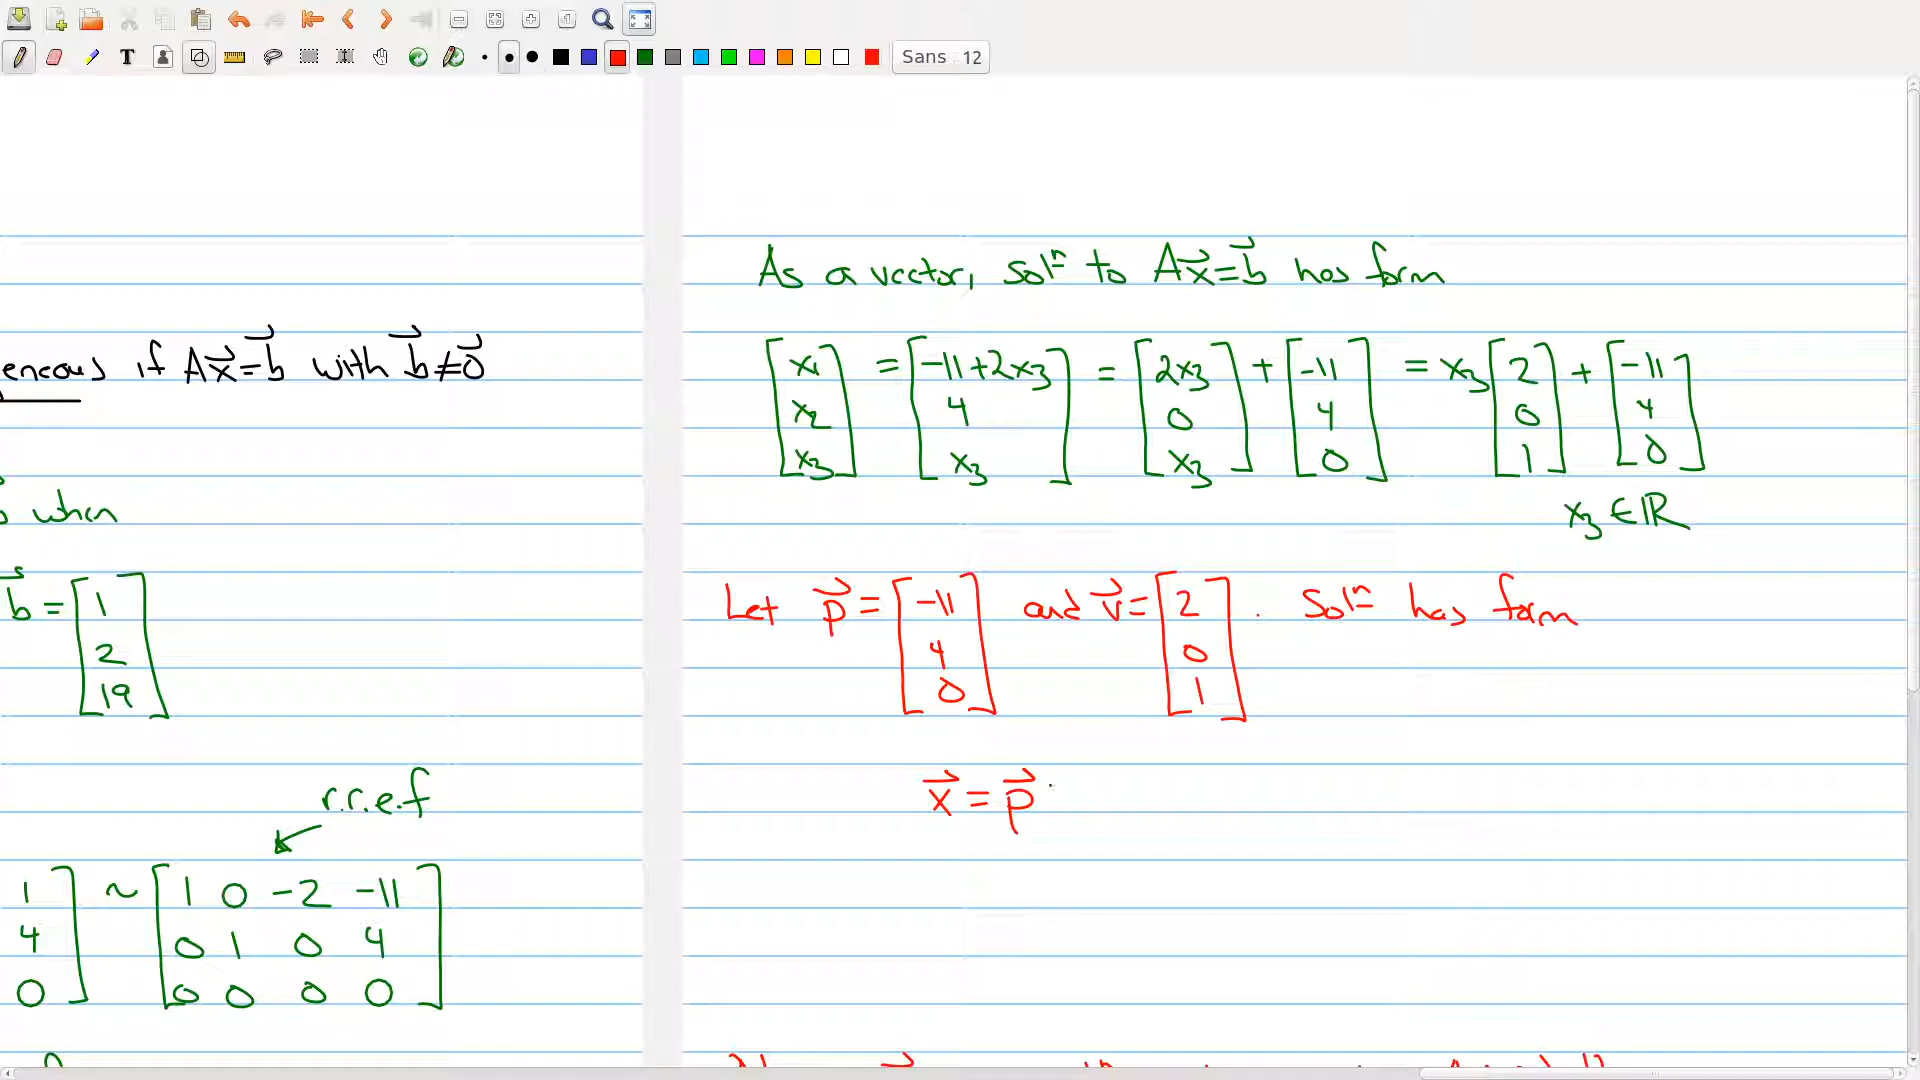 Sans 12
eneous if Ax⃗=b⃗ with b⃗≠0⃗
when
b⃗ = [1
2
19]
r.r.e.f
1] ~ [1 0 -2 -11
4 0 1 0 4
0] 0 0 0 0]
As a vector, solⁿ to Ax⃗=b⃗ has form
[x₁ = [-11+2x₃] = [2x₃] + [-11] = x₃[2] + [-11]
x₂ 4 0 4 0 4
x₃] x₃ x₃ 0 1 0
x₃ ∈ ℝ
Let p⃗ = [-11] and v⃗ = [2] . Solⁿ has form
4 0
0 1
x⃗ = p⃗